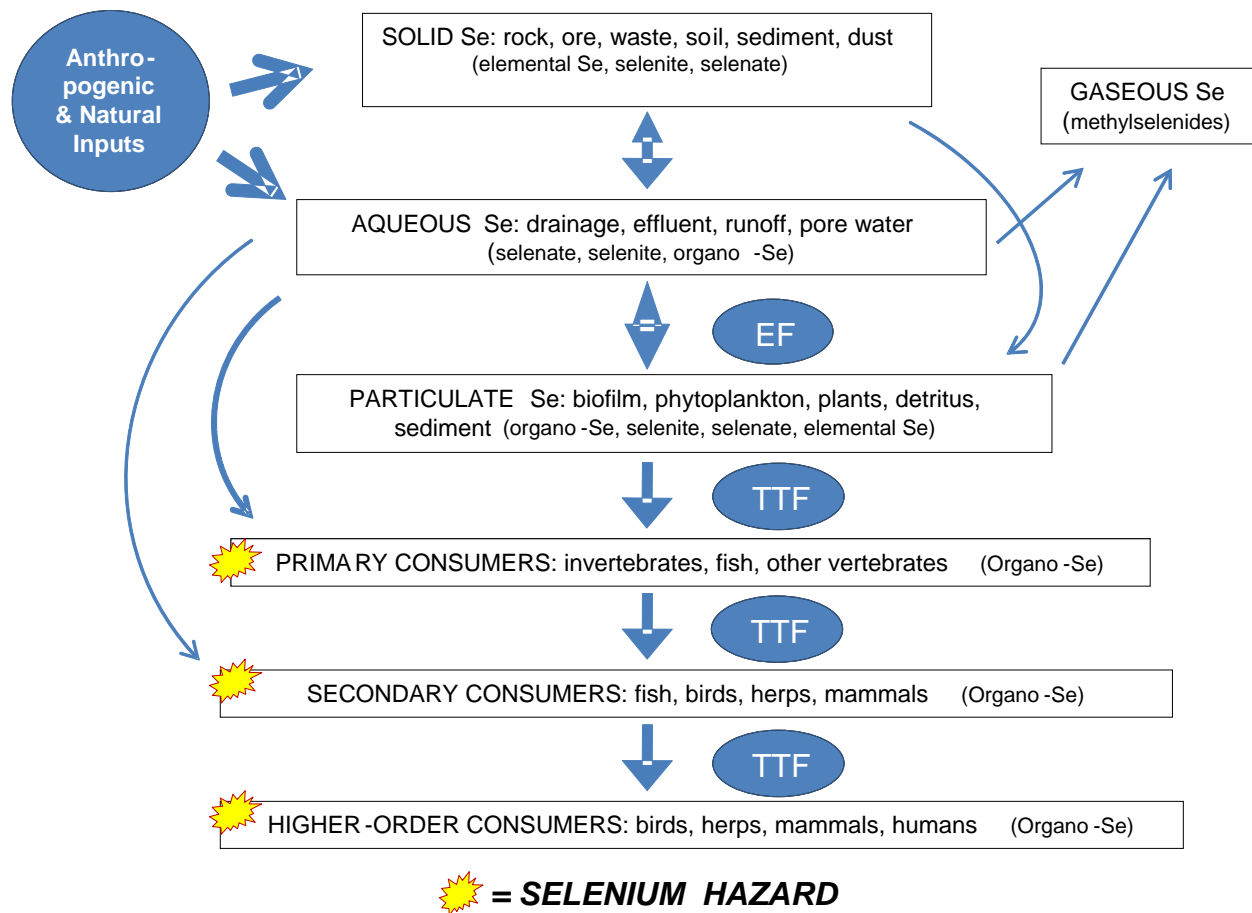 Anthro-
pogenic
& Natural
Inputs
SOLID Se: rock, ore, waste, soil, sediment, dust
(elemental Se, selenite, selenate)
GASEOUS Se
(methylselenides)
AQUEOUS Se: drainage, effluent, runoff, pore water
(selenate, selenite, organo -Se)
EF
PARTICULATE Se: biofilm, phytoplankton, plants, detritus,
sediment (organo -Se, selenite, selenate, elemental Se)
TTF
PRIMARY CONSUMERS: invertebrates, fish, other vertebrates (Organo -Se)
TTF
SECONDARY CONSUMERS: fish, birds, herps, mammals (Organo -Se)
TTF
HIGHER -ORDER CONSUMERS: birds, herps, mammals, humans (Organo -Se)
= SELENIUM HAZARD